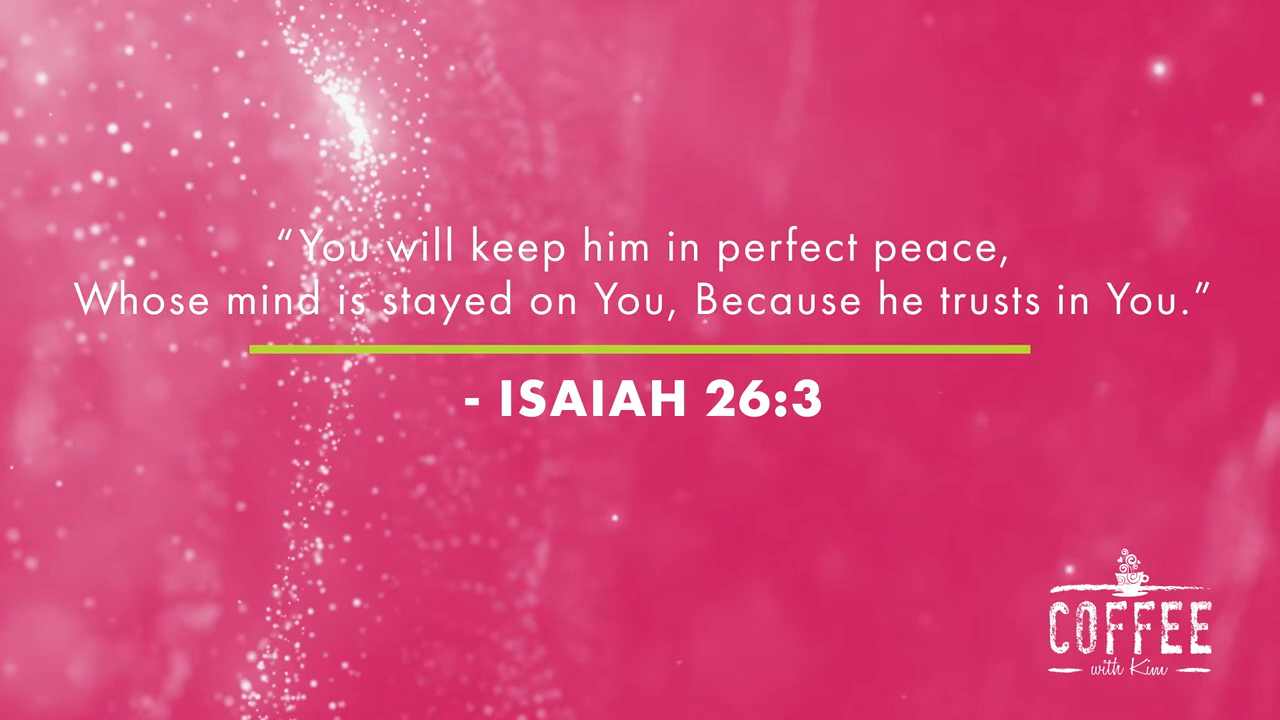 “You will keep him in perfect peace,
Whose mind is stayed on You, Because he trusts in You.”
- ISAIAH 26:3
COFFEE
with Kim